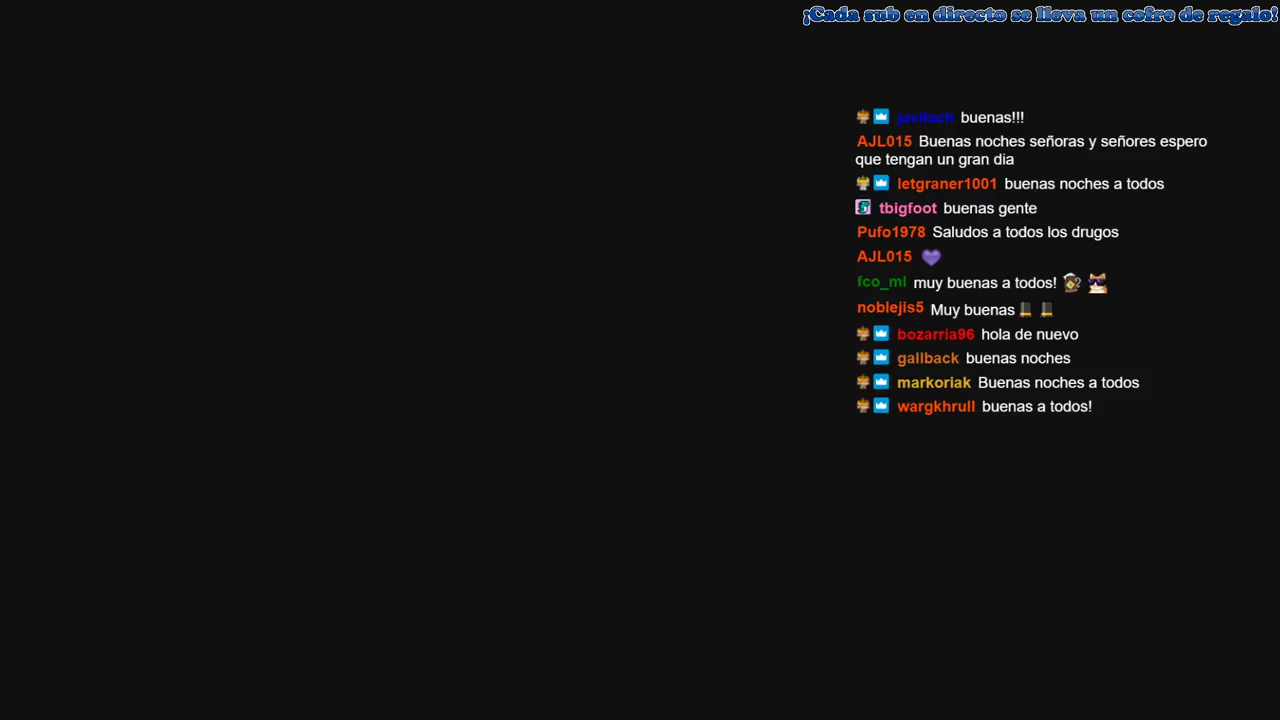 ¡Cada sub en directo se lleva un cofre de regalo!
javilach buenas!!!
AJL015 Buenas noches señoras y señores espero
que tengan un gran dia
letgraner1001 buenas noches a todos
tbigfoot buenas gente
Pufo1978 Saludos a todos los drugos
AJL015
fco_ml muy buenas a todos!
noblejis5 Muy buenas
bozarria96 hola de nuevo
gallback buenas noches
markoriak Buenas noches a todos
wargkhrull buenas a todos!